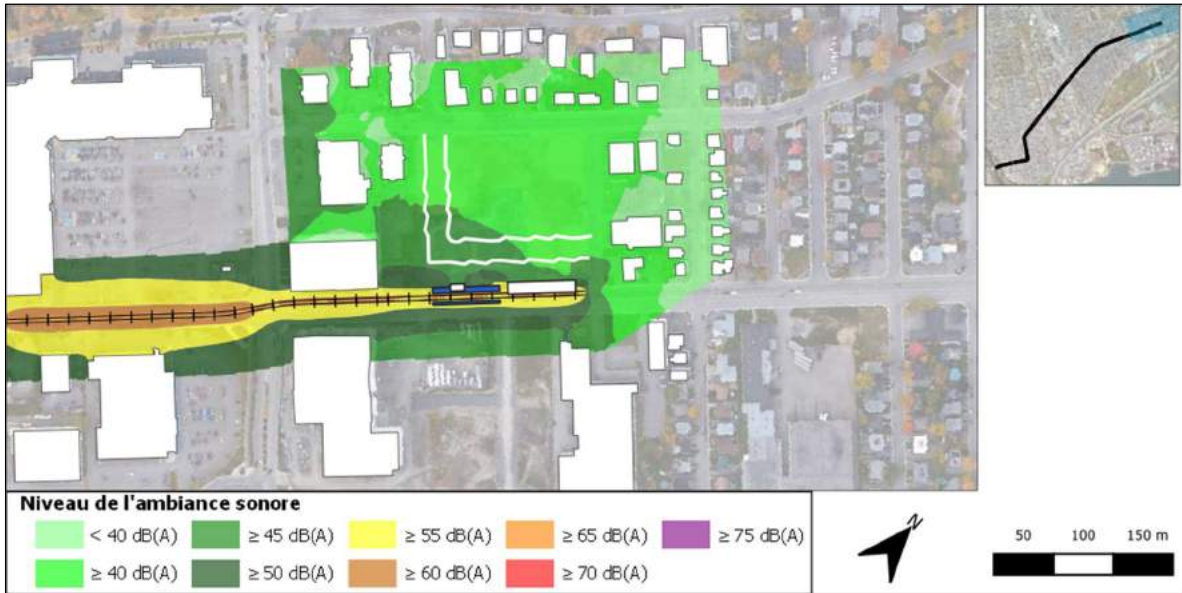 Niveau de l'ambiance sonore
< 40 dB(A) ≥ 45 dB(A) ≥ 55 dB(A) ≥ 65 dB(A) ≥ 75 dB(A)
≥ 40 dB(A) ≥ 50 dB(A) ≥ 60 dB(A) ≥ 70 dB(A)
N
50 100 150 m